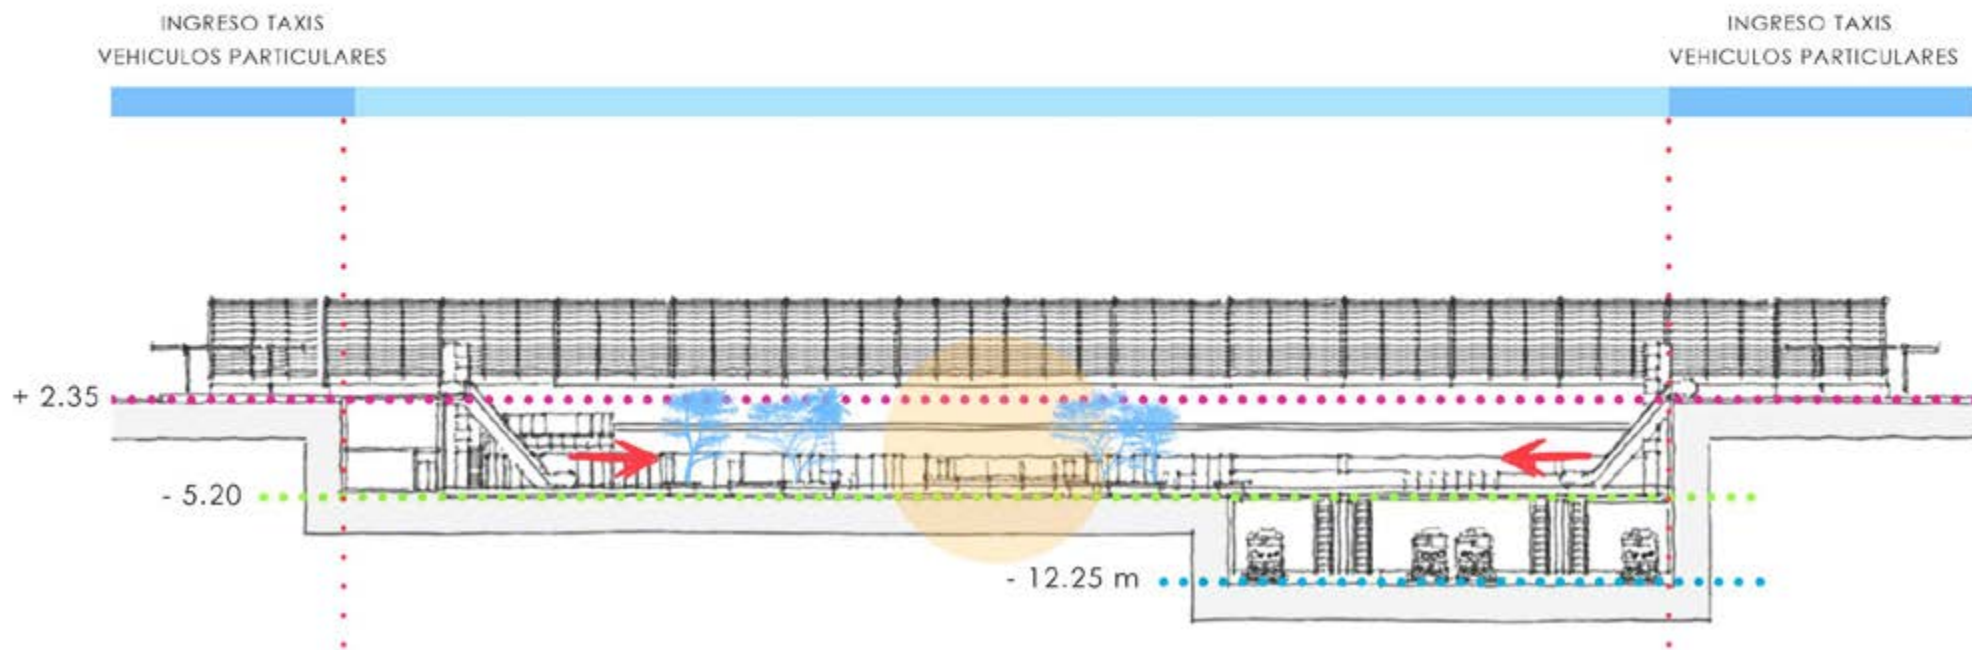 INGRESO TAXIS
VEHICULOS PARTICULARES
INGRESO TAXIS
VEHICULOS PARTICULARES
+ 2.35
- 5.20
- 12.25 m